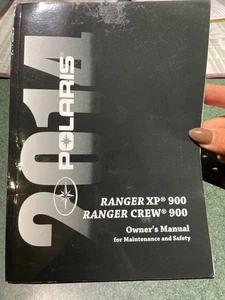 2014
POLARIS®
RANGER XP® 900
RANGER CREW® 900
Owner's Manual
for Maintenance and Safety